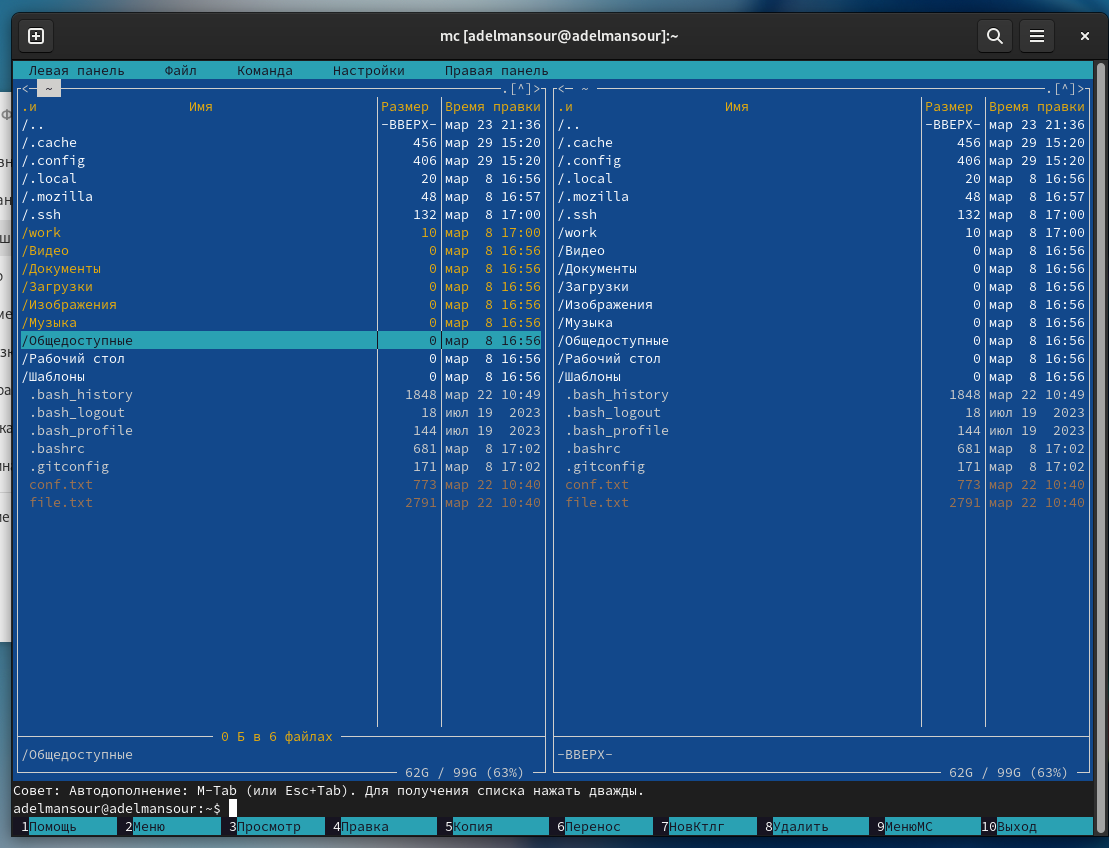 mc [adelmansour@adelmansour]:~
Левая панель Файл Команда Настройки Правая панель
<─ ~ .[^]> <─ ~ .[^]>
.и Имя Размер Время правки .и Имя Размер Время правки
/.. -ВВЕРХ- мар 23 21:36 /.. -ВВЕРХ- мар 23 21:36
/.cache 456 мар 29 15:20 /.cache 456 мар 29 15:20
/.config 406 мар 29 15:20 /.config 406 мар 29 15:20
/.local 20 мар 8 16:56 /.local 20 мар 8 16:56
/.mozilla 48 мар 8 16:57 /.mozilla 48 мар 8 16:57
/.ssh 132 мар 8 17:00 /.ssh 132 мар 8 17:00
/work 10 мар 8 17:00 /work 10 мар 8 17:00
/Видео 0 мар 8 16:56 /Видео 0 мар 8 16:56
/Документы 0 мар 8 16:56 /Документы 0 мар 8 16:56
/Загрузки 0 мар 8 16:56 /Загрузки 0 мар 8 16:56
/Изображения 0 мар 8 16:56 /Изображения 0 мар 8 16:56
/Музыка 0 мар 8 16:56 /Музыка 0 мар 8 16:56
/Общедоступные 0 мар 8 16:56 /Общедоступные 0 мар 8 16:56
/Рабочий стол 0 мар 8 16:56 /Рабочий стол 0 мар 8 16:56
/Шаблоны 0 мар 8 16:56 /Шаблоны 0 мар 8 16:56
.bash_history 1848 мар 22 10:49 .bash_history 1848 мар 22 10:49
.bash_logout 18 июл 19 2023 .bash_logout 18 июл 19 2023
.bash_profile 144 июл 19 2023 .bash_profile 144 июл 19 2023
.bashrc 681 мар 8 17:02 .bashrc 681 мар 8 17:02
.gitconfig 171 мар 8 17:02 .gitconfig 171 мар 8 17:02
conf.txt 773 мар 22 10:40 conf.txt 773 мар 22 10:40
file.txt 2791 мар 22 10:40 file.txt 2791 мар 22 10:40
0 Б в 6 файлах
/Общедоступные -ВВЕРХ-
62G / 99G (63%) 62G / 99G (63%)
Совет: Автодополнение: M-Tab (или Esc+Tab). Для получения списка нажать дважды.
adelmansour@adelmansour:~$
1Помощь 2Меню 3Просмотр 4Правка 5Копия 6Перенос 7НовКтлг 8Удалить 9МенюМС 10Выход